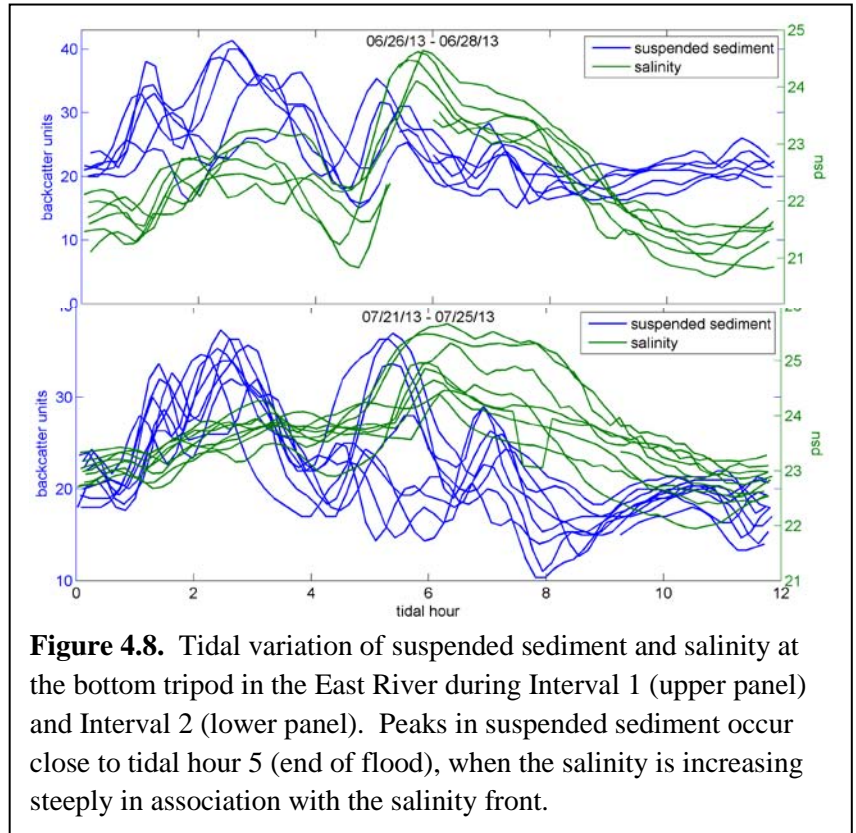 06/26/13 - 06/28/13
suspended sediment
salinity
backcatter units
40
30
20
10
0
25
24
23
22
21
psu
07/21/13 - 07/25/13
suspended sediment
salinity
backcatter units
30
20
10
25
24
23
22
21
psu
0
2
4
6
8
10
12
tidal hour
Figure 4.8. Tidal variation of suspended sediment and salinity at
the bottom tripod in the East River during Interval 1 (upper panel)
and Interval 2 (lower panel). Peaks in suspended sediment occur
close to tidal hour 5 (end of flood), when the salinity is increasing
steeply in association with the salinity front.